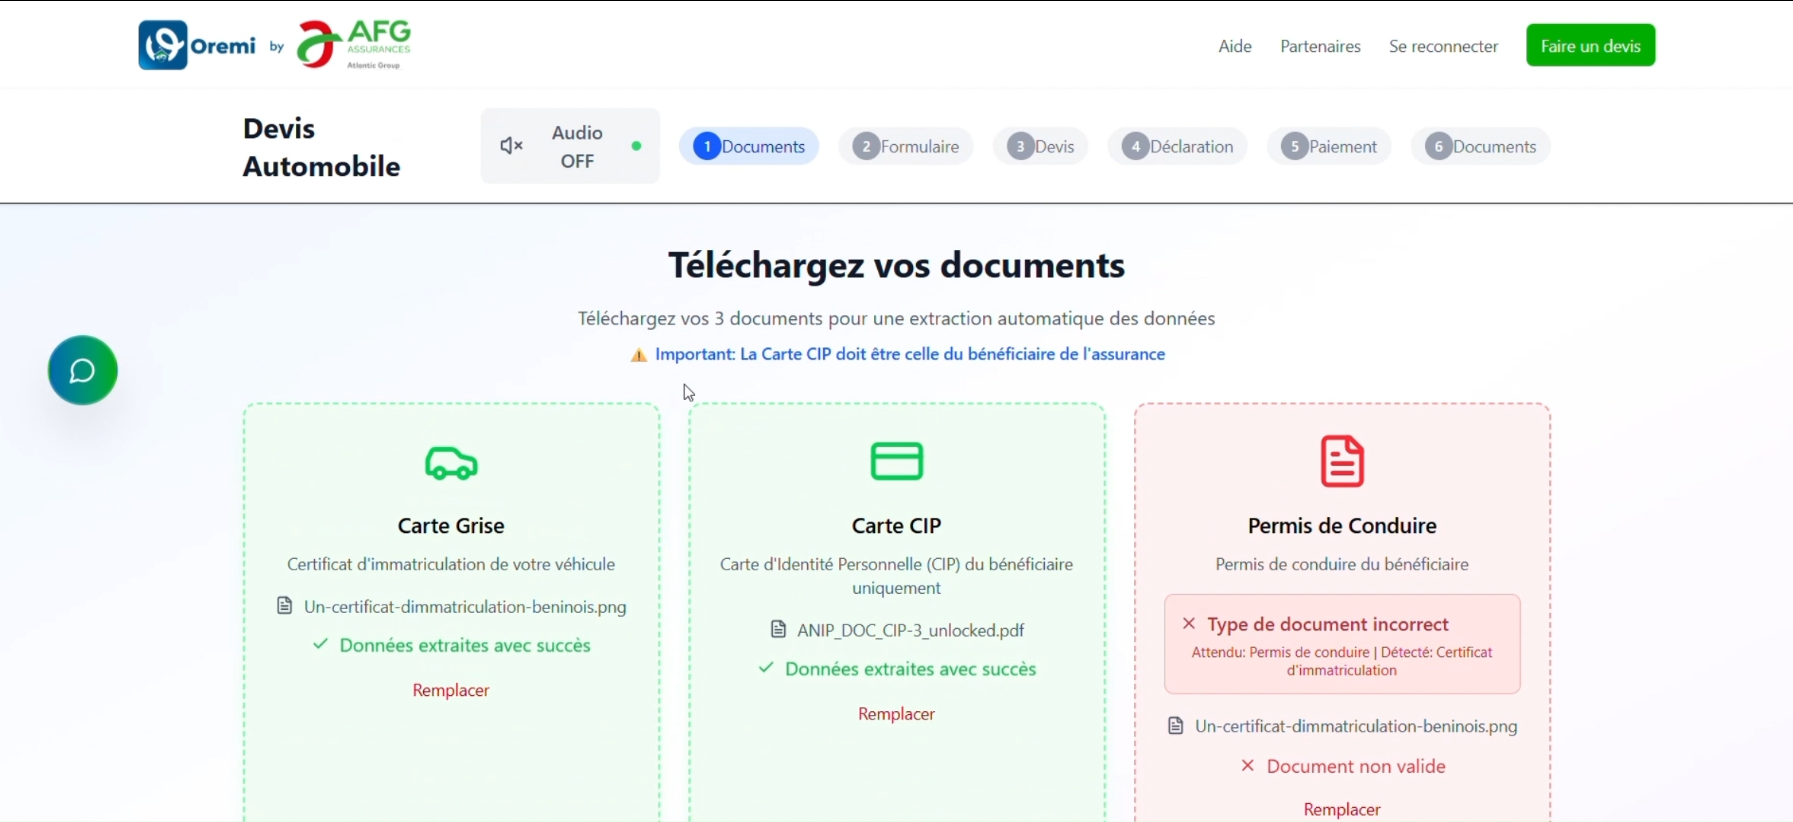 Oremi by AFG
ASSURANCES
Atlantic Group
Aide Partenaires Se reconnecter Faire un devis
Devis
Automobile
Audio
OFF
1 Documents 2 Formulaire 3 Devis 4 Déclaration 5 Paiement 6 Documents
Téléchargez vos documents
Téléchargez vos 3 documents pour une extraction automatique des données
Important: La Carte CIP doit être celle du bénéficiaire de l'assurance
Carte Grise
Certificat d'immatriculation de votre véhicule
Un-certificat-dimmatriculation-beninois.png
Données extraites avec succès
Remplacer
Carte CIP
Carte d'Identité Personnelle (CIP) du bénéficiaire
uniquement
ANIP_DOC_CIP-3_unlocked.pdf
Données extraites avec succès
Remplacer
Permis de Conduire
Permis de conduire du bénéficiaire
Type de document incorrect
Attendu: Permis de conduire | Détecté: Certificat
d'immatriculation
Un-certificat-dimmatriculation-beninois.png
Document non valide
Remplacer